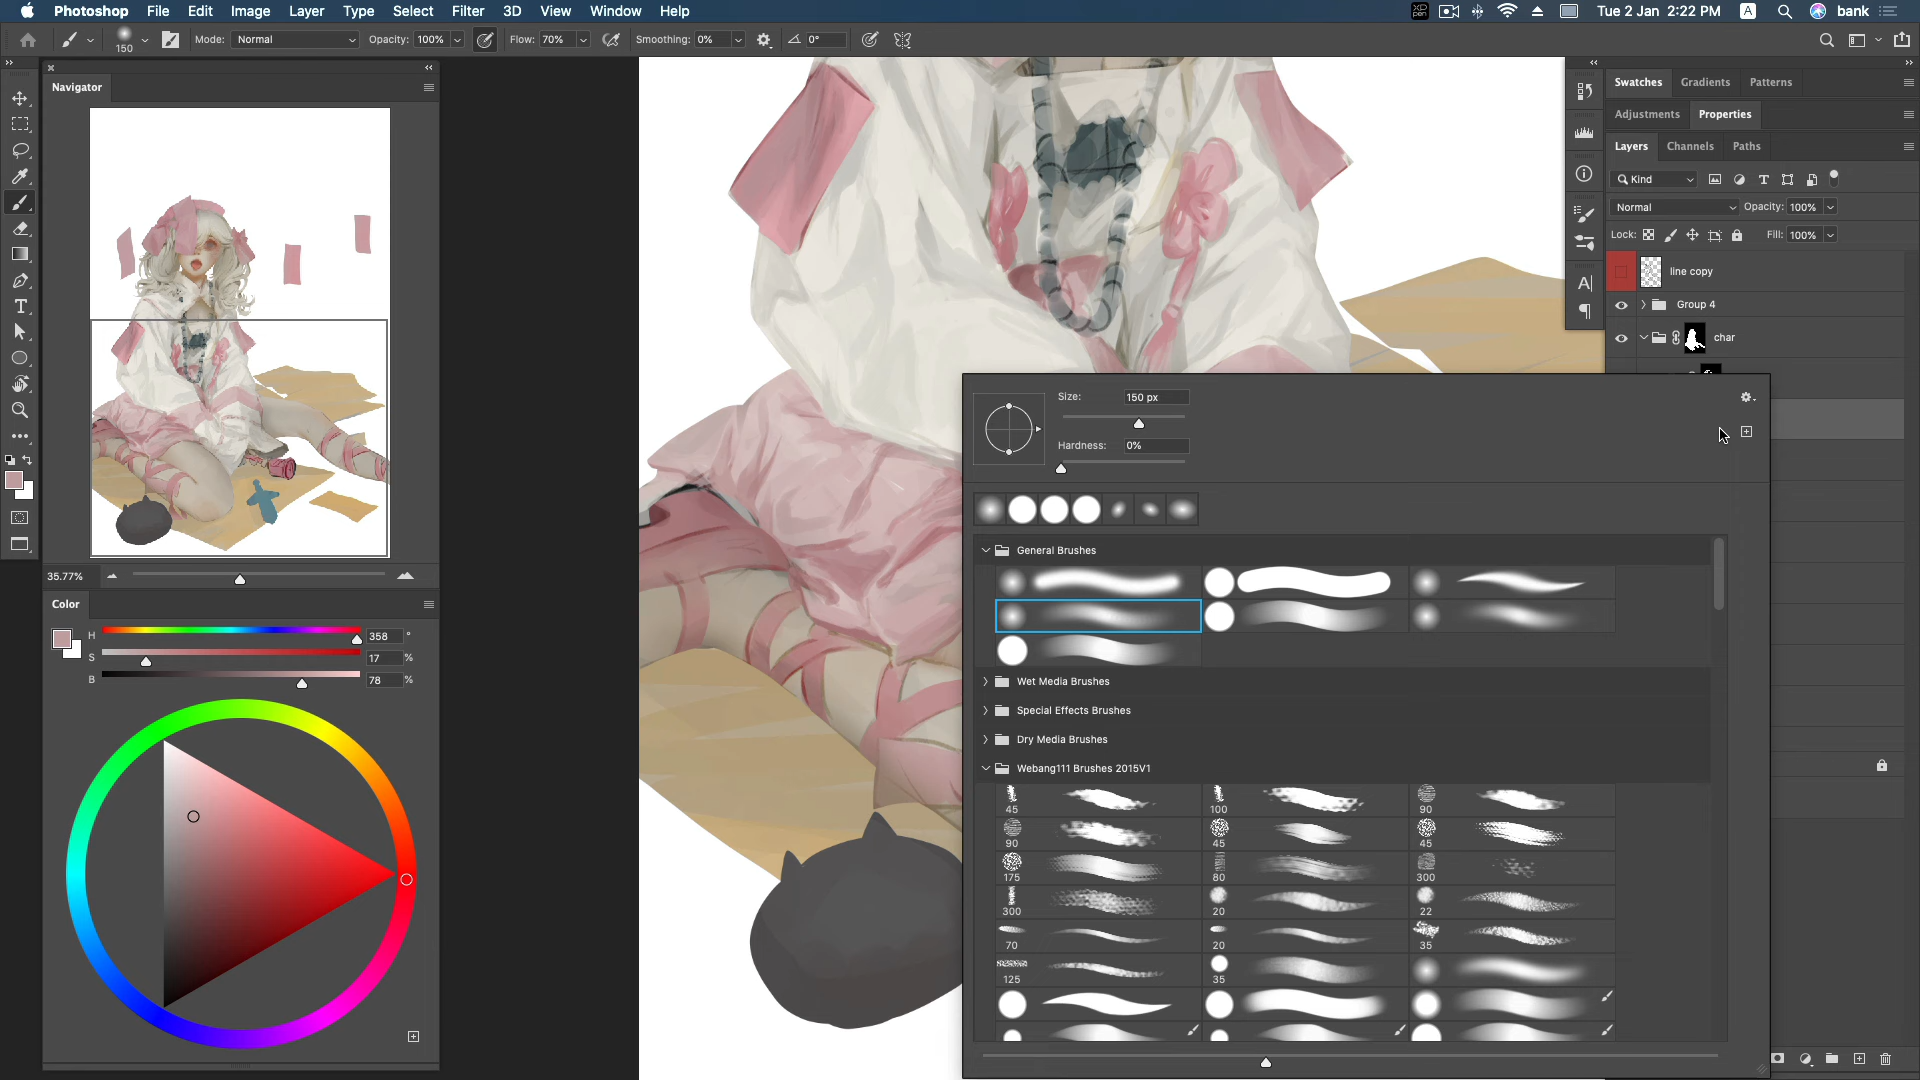 Photoshop File Edit Image Layer Type Select Filter 3D View Window Help
XP PEN
Tue 2 Jan 2:22 PM A bank
150 Mode: Normal Opacity: 100% Flow: 70% Smoothing: 0% 0°
Navigator
35.77%
Color
H 358 °
S 17 %
B 78 %
Swatches Gradients Patterns
Adjustments Properties
Layers Channels Paths
Kind
Normal Opacity: 100%
Lock: Fill: 100%
line copy
Group 4
char
Size: 150 px
Hardness: 0%
General Brushes
Wet Media Brushes
Special Effects Brushes
Dry Media Brushes
Webang111 Brushes 2015V1
45 100 90
90 45 45
175 80 300
300 20 22
70 20 35
125 35